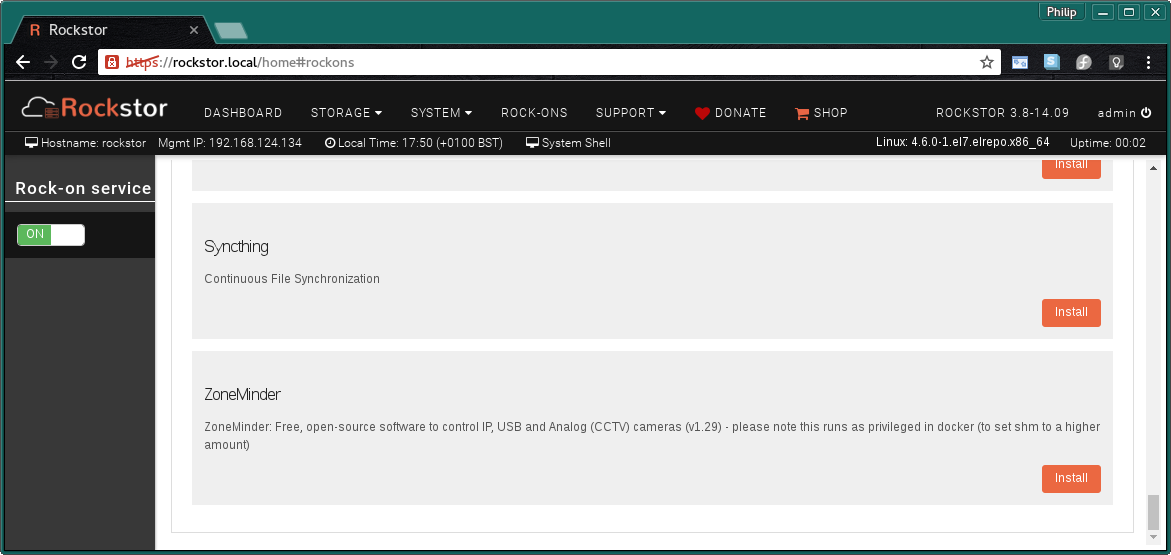 Philip
Rockstor
https://rockstor.local/home#rockons
Rockstor DASHBOARD STORAGE SYSTEM ROCK-ONS SUPPORT DONATE SHOP ROCKSTOR 3.8-14.09 admin
Hostname: rockstor Mgmt IP: 192.168.124.134 Local Time: 17:50 (+0100 BST) System Shell Linux: 4.6.0-1.el7.elrepo.x86_64 Uptime: 00:02
Rock-on service
ON
Install
Syncthing
Continuous File Synchronization
Install
ZoneMinder
ZoneMinder: Free, open-source software to control IP, USB and Analog (CCTV) cameras (v1.29) - please note this runs as privileged in docker (to set shm to a higher
amount)
Install